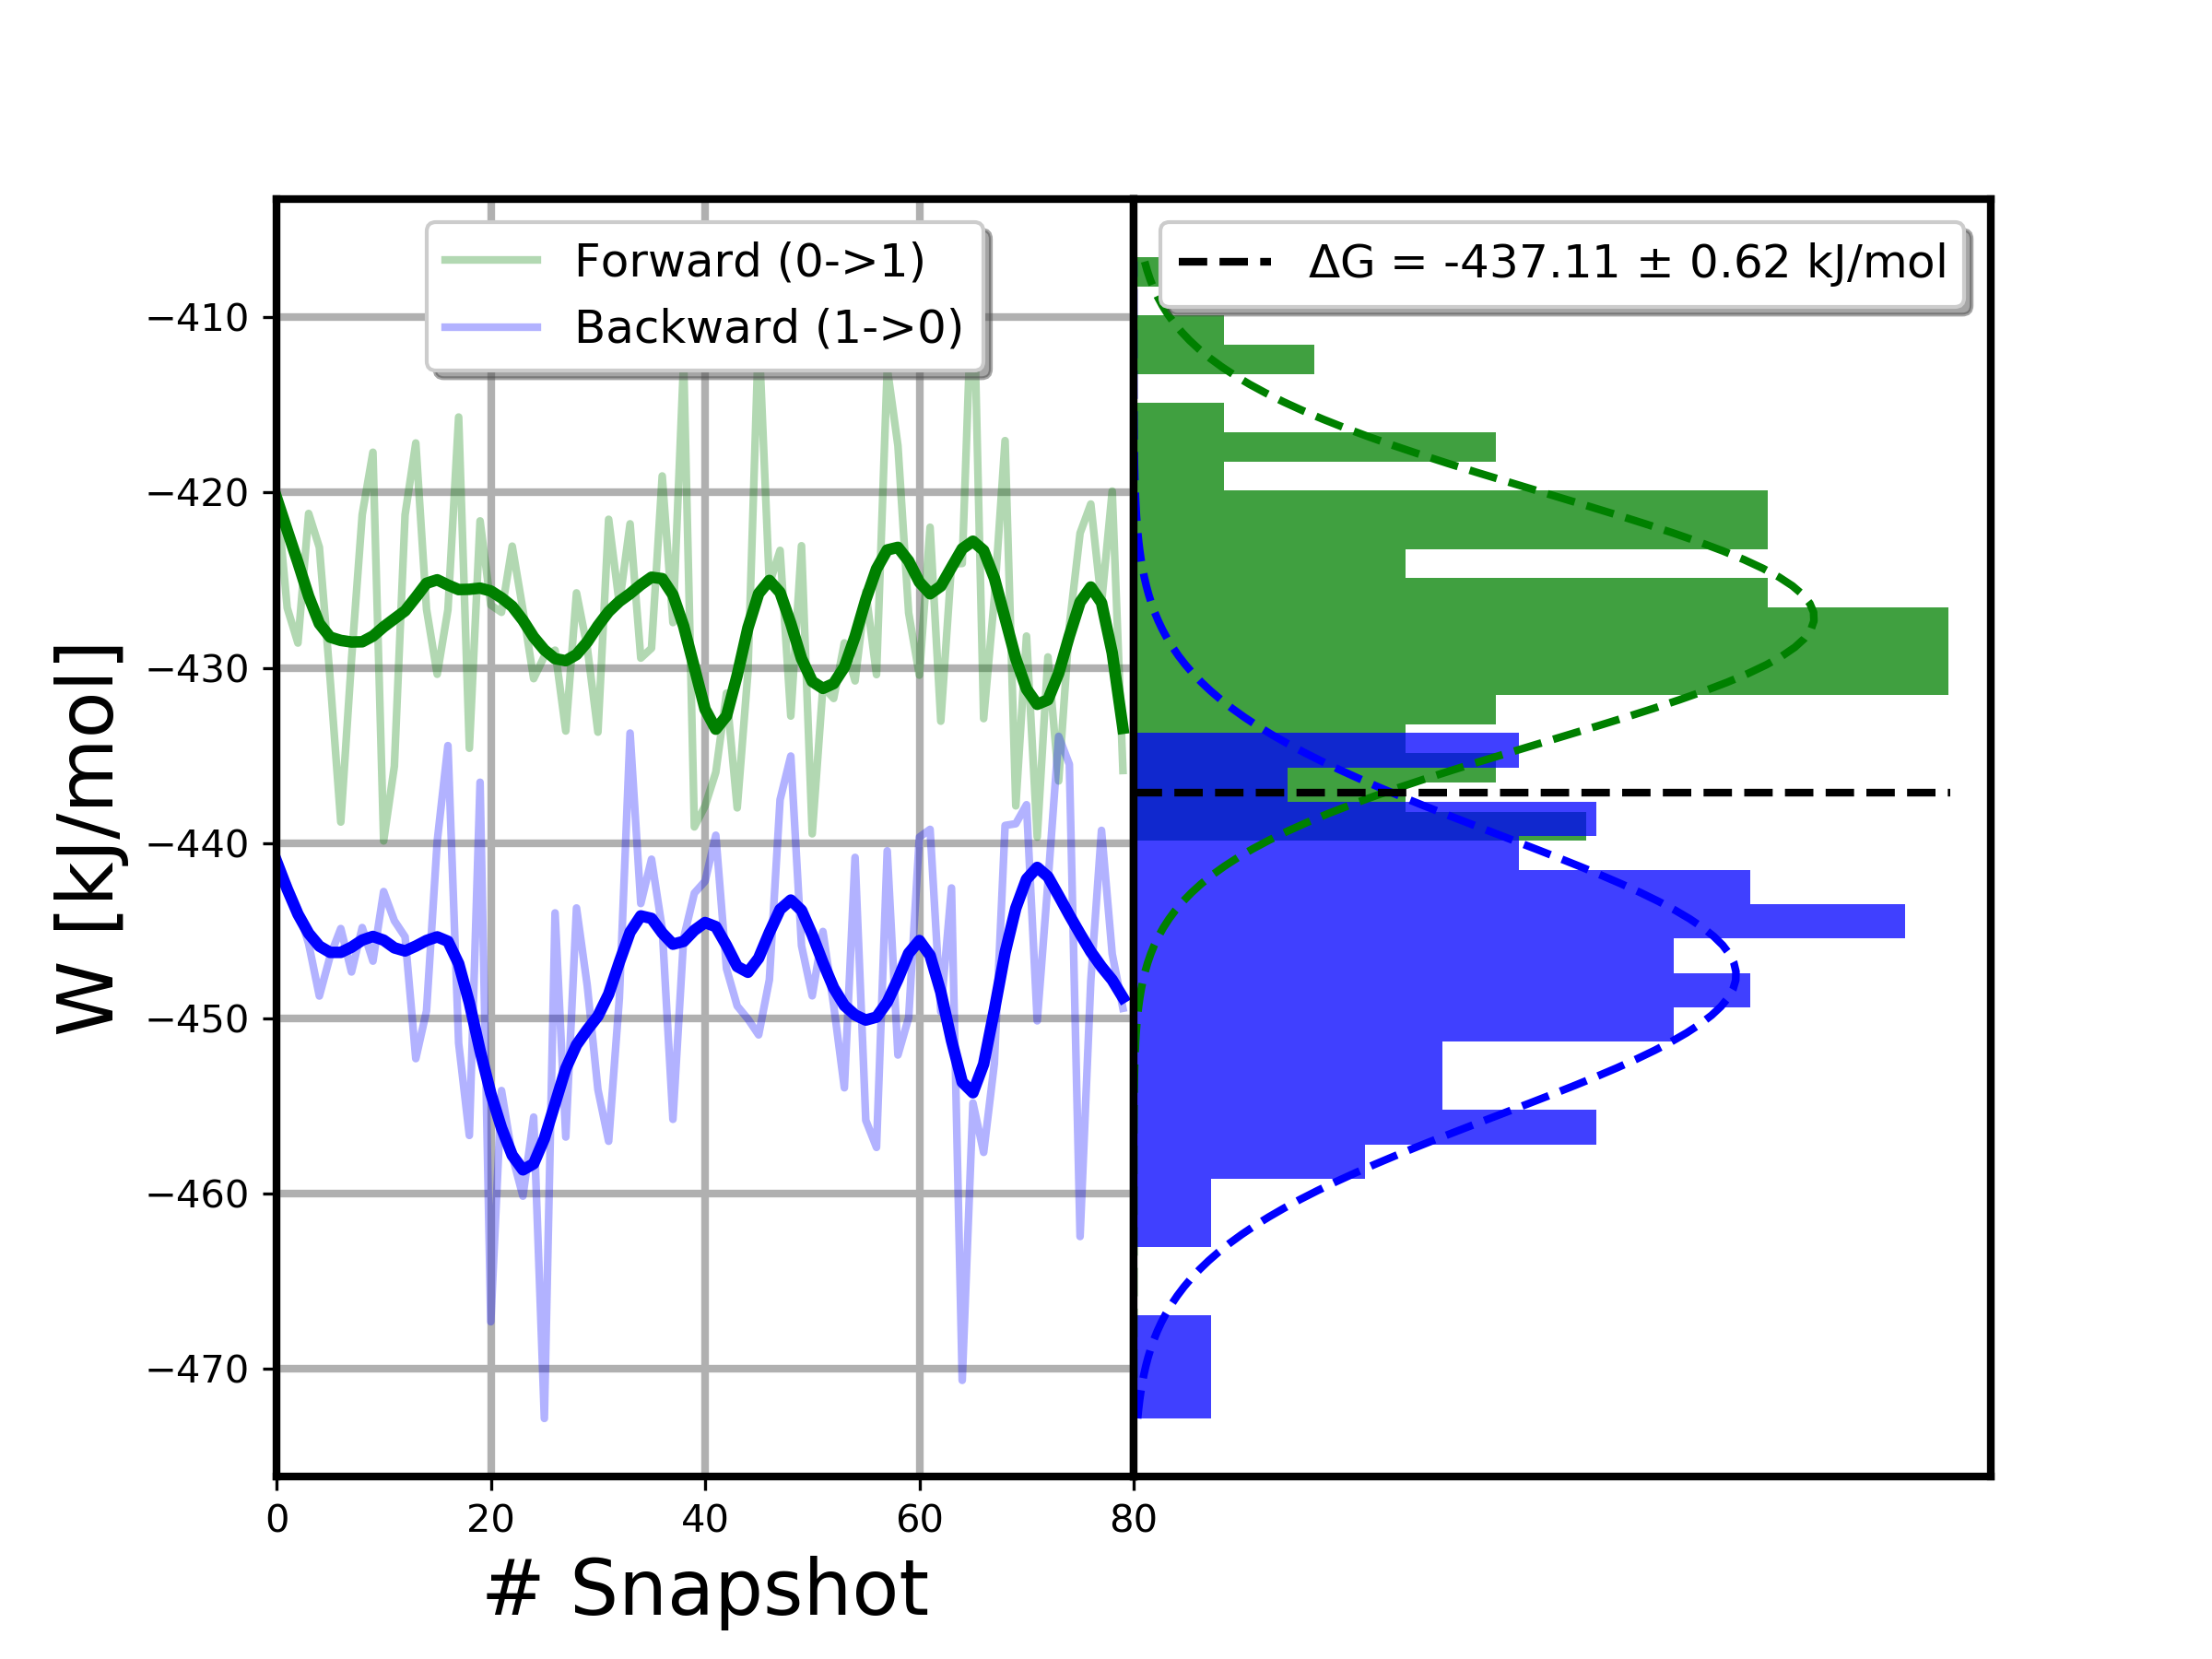 Forward (0->1)
Backward (1->0)
ΔG = -437.11 ± 0.62 kJ/mol
−410
−420
−430
−440
−450
−460
−470
W [kJ/mol]
0 20 40 60 80
# Snapshot